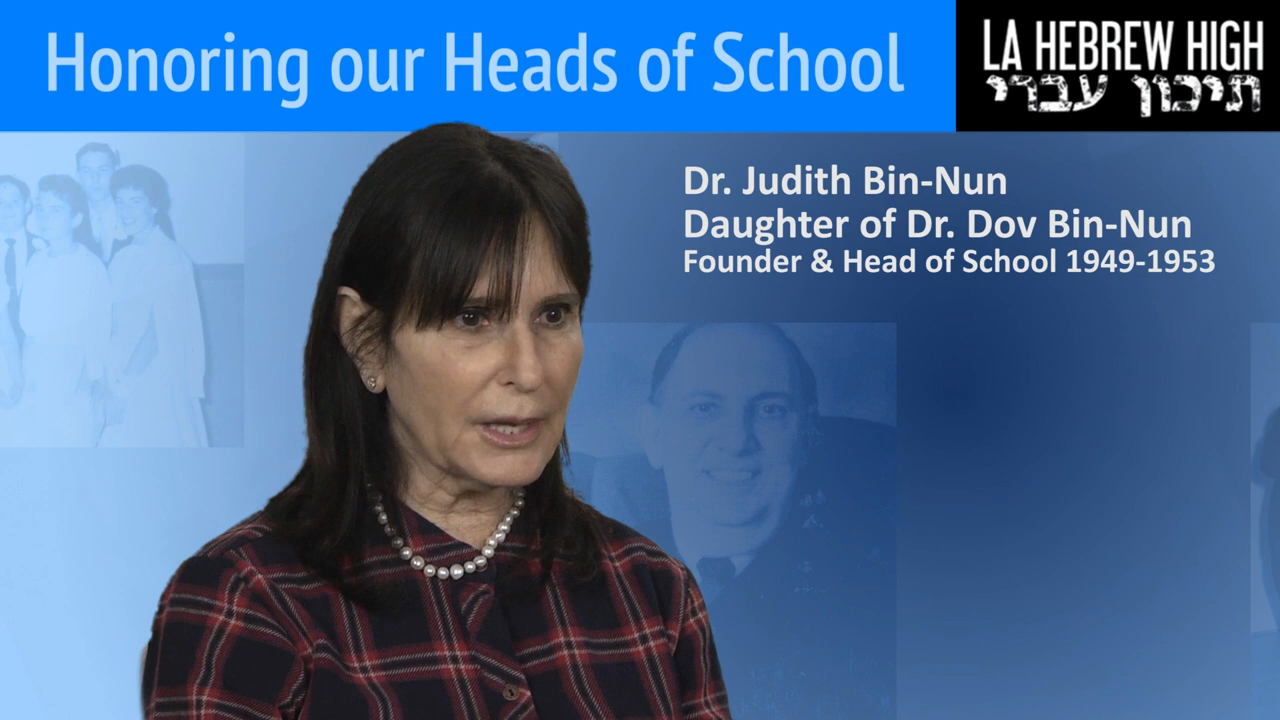 Honoring our Heads of School
LA HEBREW HIGH
תיכון עברי
Dr. Judith Bin-Nun
Daughter of Dr. Dov Bin-Nun
Founder & Head of School 1949-1953